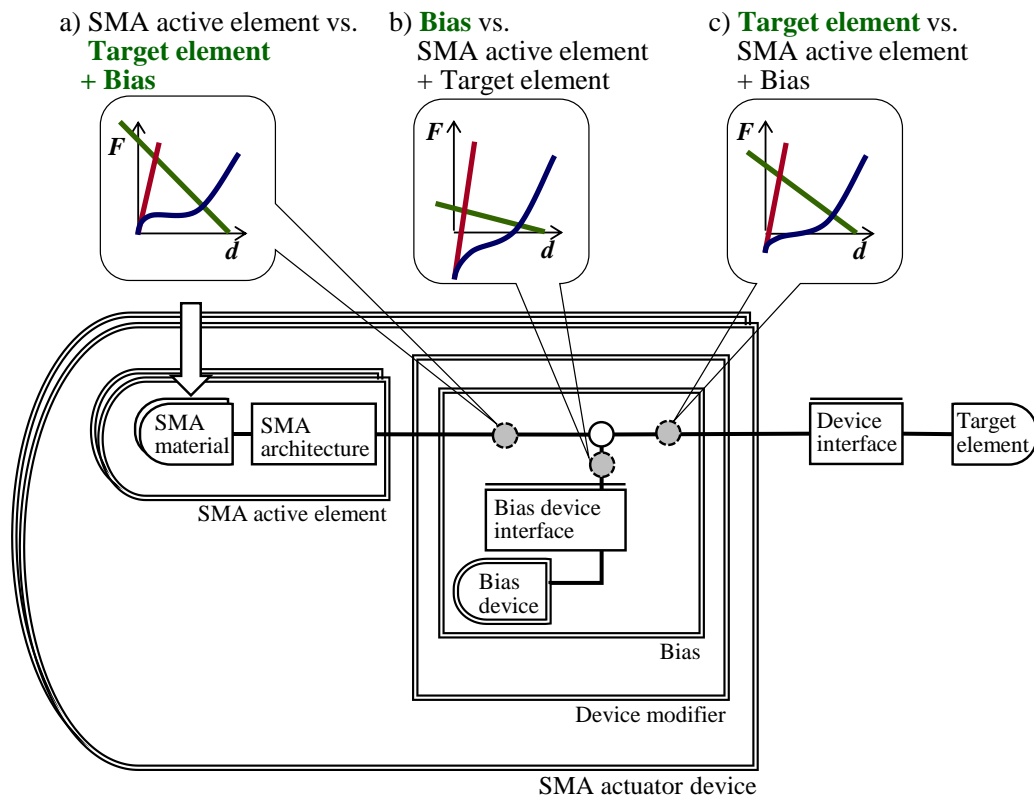 a) SMA active element vs.
Target element
+ Bias
b) Bias vs.
SMA active element
+ Target element
c) Target element vs.
SMA active element
+ Bias
F
d
F
d
F
d
SMA
material
SMA
architecture
SMA active element
Bias device
interface
Bias
device
Bias
Device modifier
SMA actuator device
Device
interface
Target
element